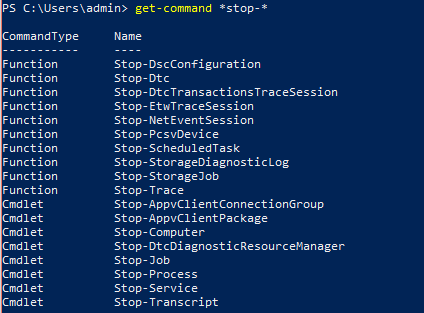 PS C:\Users\admin> get-command *stop-*
CommandType Name
----------- ----
Function Stop-DscConfiguration
Function Stop-Dtc
Function Stop-DtcTransactionsTraceSession
Function Stop-EtwTraceSession
Function Stop-NetEventSession
Function Stop-PcsvDevice
Function Stop-ScheduledTask
Function Stop-StorageDiagnosticLog
Function Stop-StorageJob
Function Stop-Trace
Cmdlet Stop-AppvClientConnectionGroup
Cmdlet Stop-AppvClientPackage
Cmdlet Stop-Computer
Cmdlet Stop-DtcDiagnosticResourceManager
Cmdlet Stop-Job
Cmdlet Stop-Process
Cmdlet Stop-Service
Cmdlet Stop-Transcript